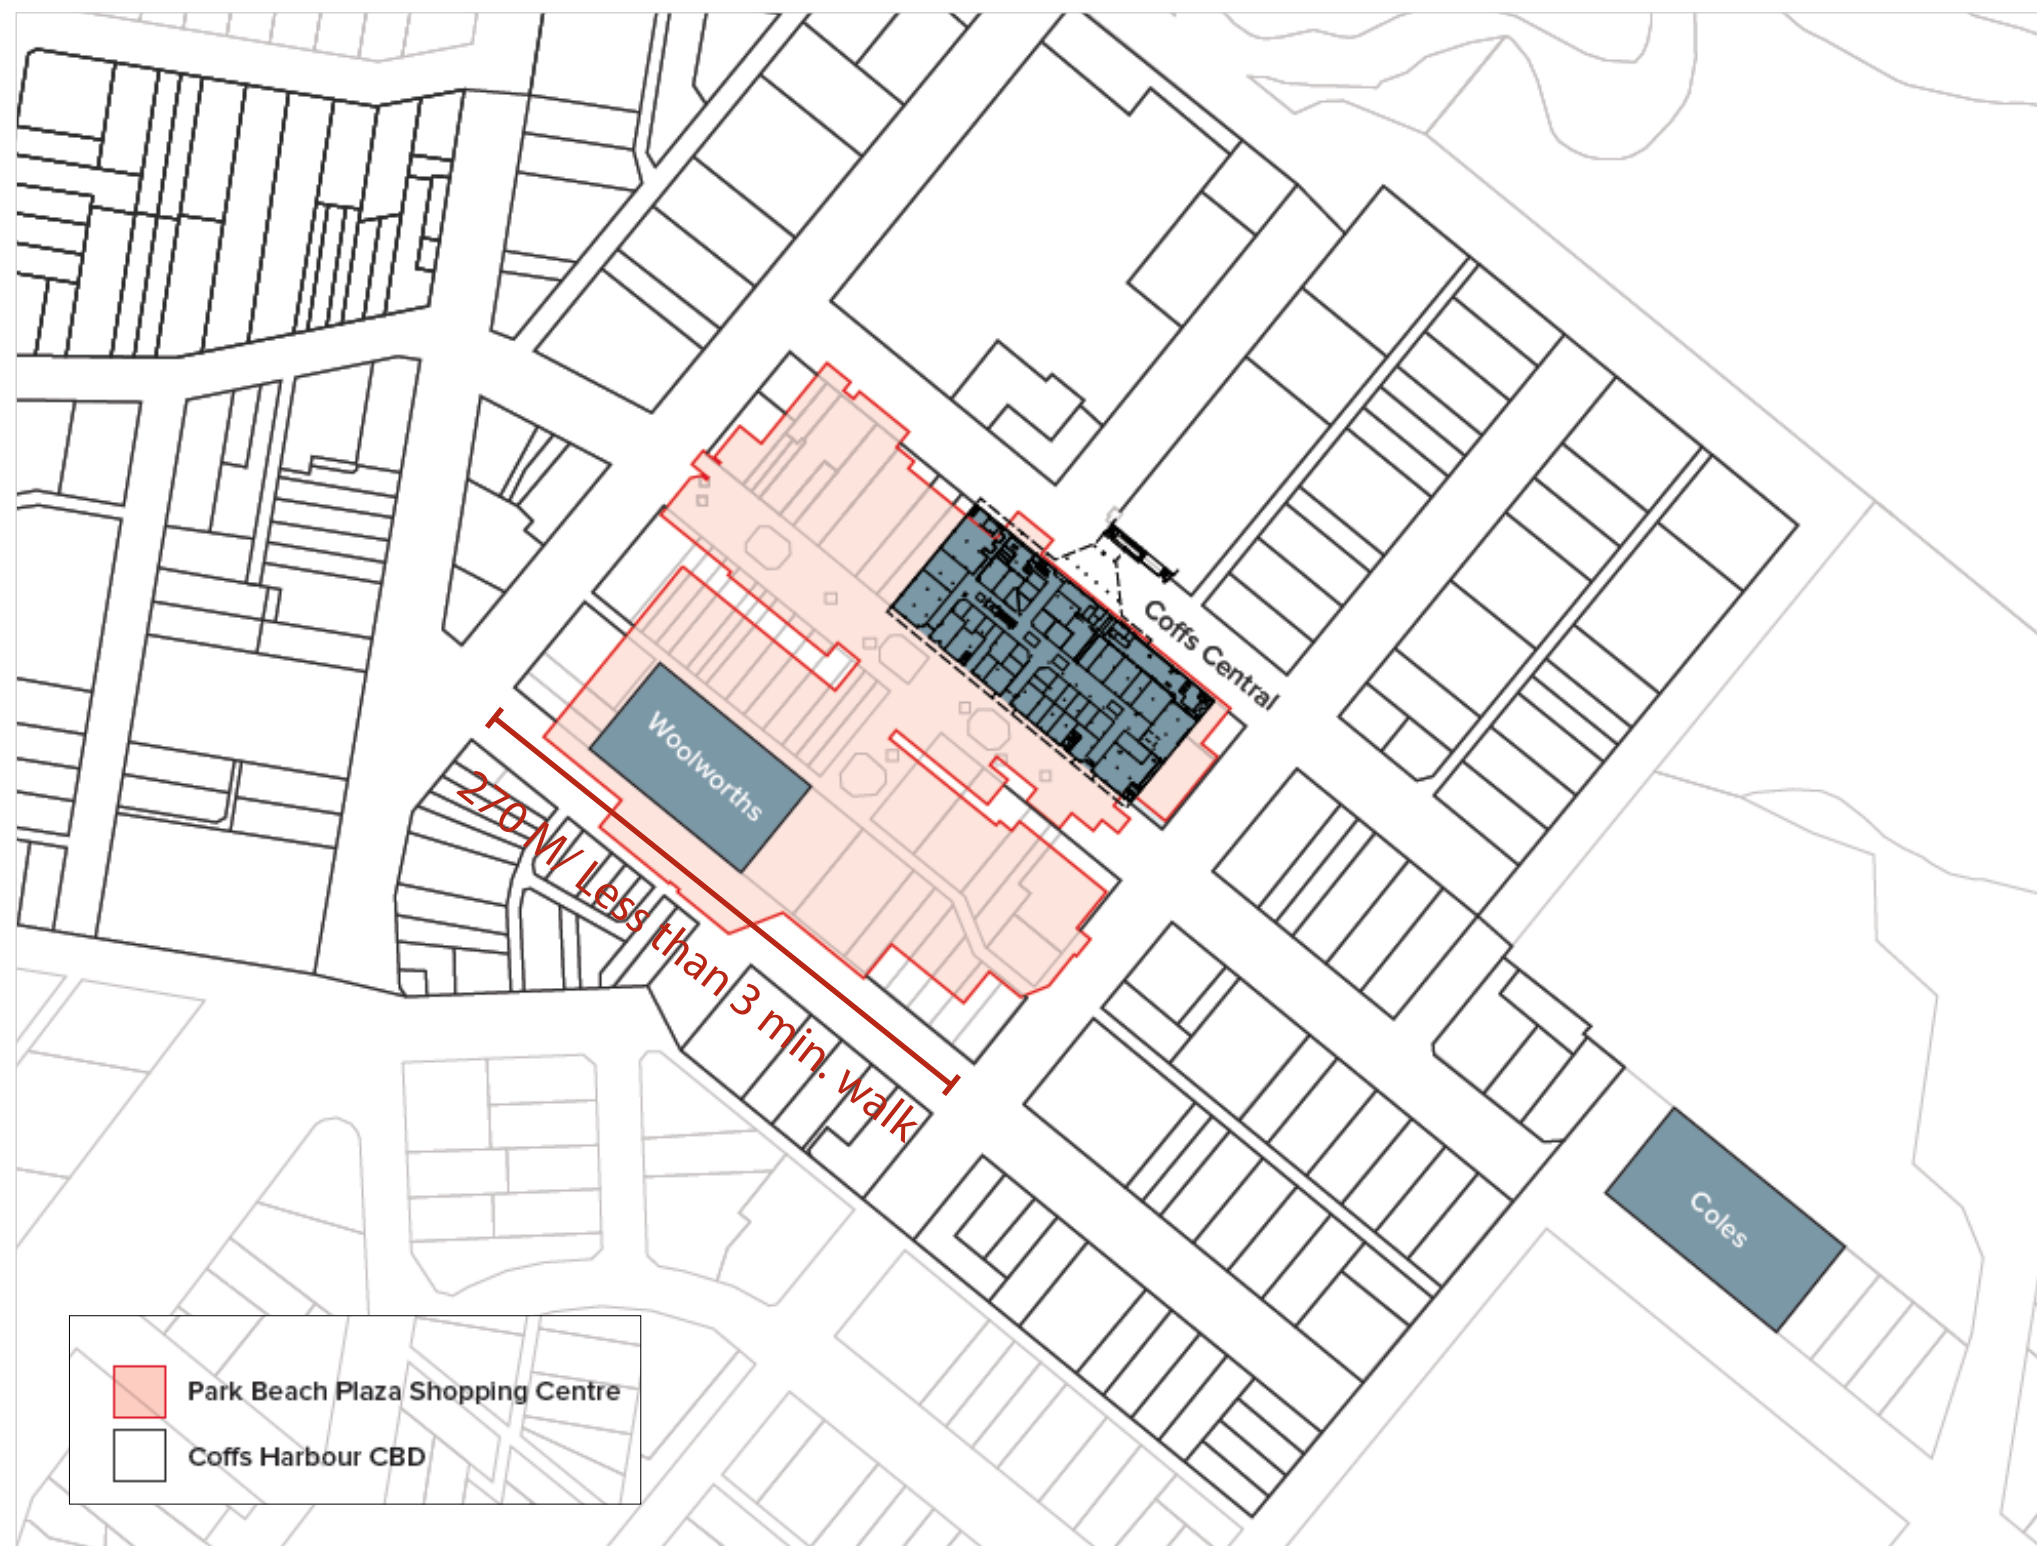 Coffs Central
Woolworths
270 M/ Less than 3 min. walk
Coles
Park Beach Plaza Shopping Centre
Coffs Harbour CBD